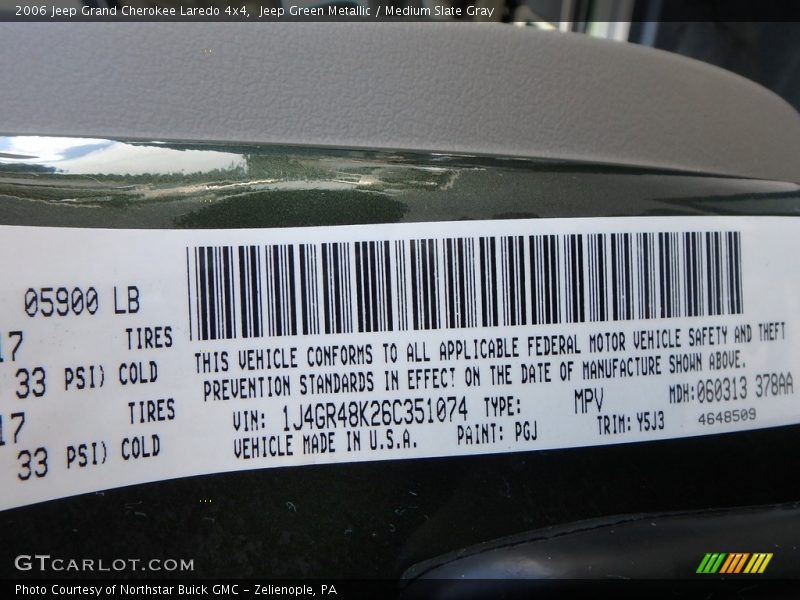 2006 Jeep Grand Cherokee Laredo 4x4,  Jeep Green Metallic / Medium Slate Gray
05900 LB
17 TIRES
33 PSI) COLD
17 TIRES
33 PSI) COLD
THIS VEHICLE CONFORMS TO ALL APPLICABLE FEDERAL MOTOR VEHICLE SAFETY AND THEFT
PREVENTION STANDARDS IN EFFECT ON THE DATE OF MANUFACTURE SHOWN ABOVE.
VIN: 1J4GR48K26C351074 TYPE: MPV MDH:060313 378AA
VEHICLE MADE IN U.S.A. PAINT: PGJ TRIM: Y5J3 4648509
GTCARLOT.COM
Photo Courtesy of Northstar Buick GMC - Zelienople, PA